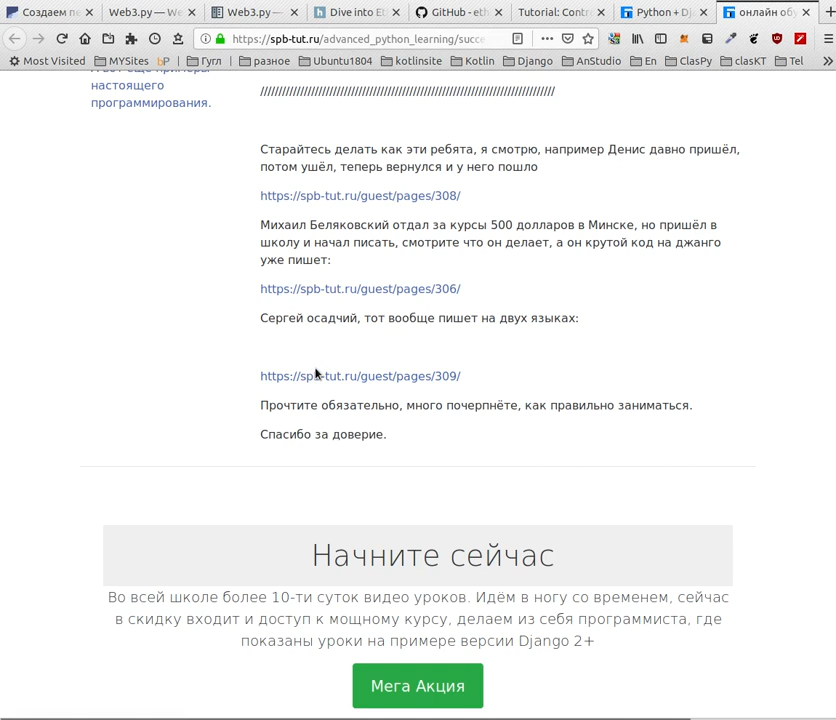 Создаем пе
Web3.py — We
Web3.py —
Dive into Et
GitHub - eth
Tutorial: Contr
Python + Dj
онлайн обу
https://spb-tut.ru/advanced_python_learning/succe
Most Visited
MYSites
bP
Гугл
разное
Ubuntu1804
kotlinsite
Kotlin
Django
AnStudio
En
ClasPy
clasKT
Tel
настоящего
программирования.
////////////////////////////////////////////////////////////////////////////////
Старайтесь делать как эти ребята, я смотрю, например Денис давно пришёл,
потом ушёл, теперь вернулся и у него пошло
https://spb-tut.ru/guest/pages/308/
Михаил Беляковский отдал за курсы 500 долларов в Минске, но пришёл в
школу и начал писать, смотрите что он делает, а он крутой код на джанго
уже пишет:
https://spb-tut.ru/guest/pages/306/
Сергей осадчий, тот вообще пишет на двух языках:
https://spb-tut.ru/guest/pages/309/
Прочтите обязательно, много почерпнёте, как правильно заниматься.
Спасибо за доверие.
Начните сейчас
Во всей школе более 10-ти суток видео уроков. Идём в ногу со временем, сейчас
в скидку входит и доступ к мощному курсу, делаем из себя программиста, где
показаны уроки на примере версии Django 2+
Мега Акция